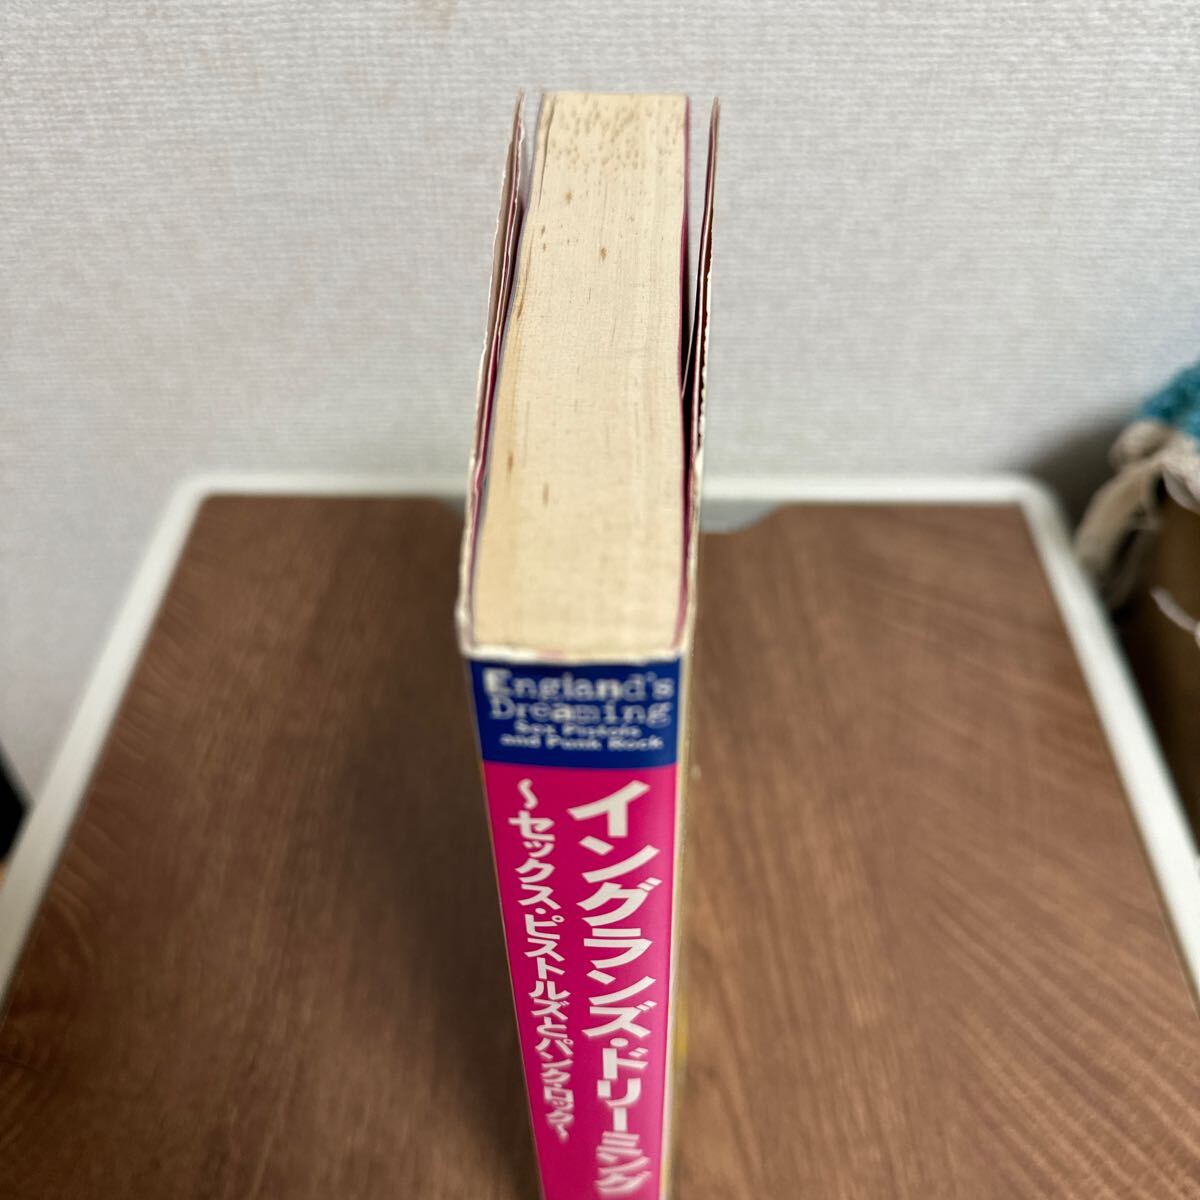 England's
Dreaming
Sex Pistols
and Punk Rock
イングランズ・ドリーミング
〜セックス・ピストルズとパンク・ロック〜